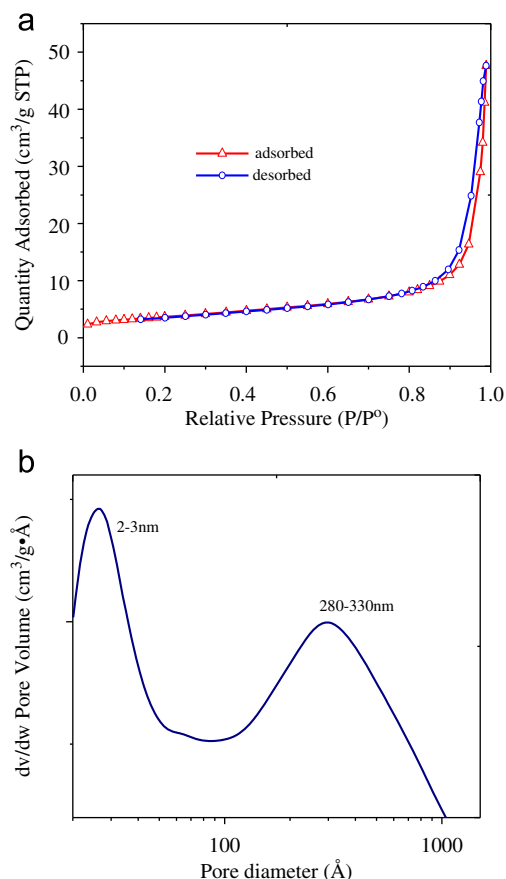 a
50
40
30
20
10
0
Quantity Adsorbed (cm³/g STP)
adsorbed
desorbed
0.0 0.2 0.4 0.6 0.8 1.0
Relative Pressure (P/P⁰)
b
2-3nm
280-330nm
dv/dw Pore Volume (cm³/g•Å)
100 1000
Pore diameter (Å)